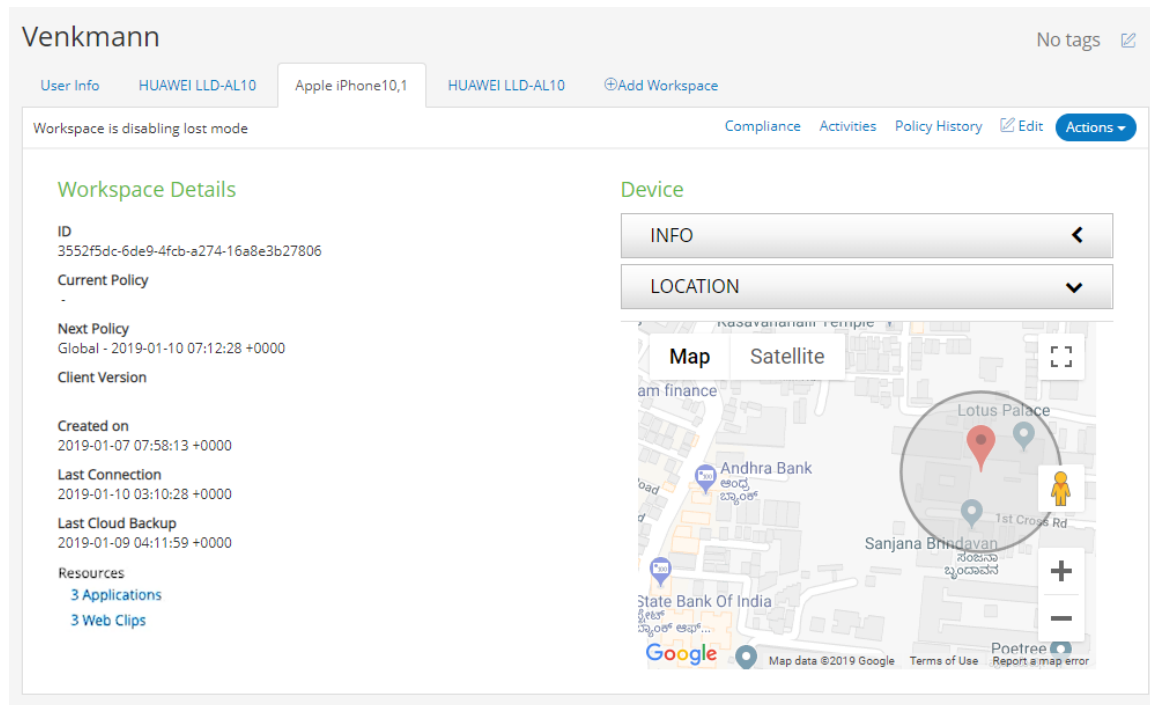 Venkmann
No tags
User Info
HUAWEI LLD-AL10
Apple iPhone10,1
HUAWEI LLD-AL10
Add Workspace
Workspace is disabling lost mode
Compliance
Activities
Policy History
Edit
Actions
Workspace Details
ID
3552f5dc-6de9-4fcb-a274-16a8e3b27806
Current Policy
-
Next Policy
Global - 2019-01-10 07:12:28 +0000
Client Version
Created on
2019-01-07 07:58:13 +0000
Last Connection
2019-01-10 03:10:28 +0000
Last Cloud Backup
2019-01-09 04:11:59 +0000
Resources
3 Applications
3 Web Clips
Device
INFO
LOCATION
Kasavanahalli Temple
Map
Satellite
am finance
Lotus Palace
Andhra Bank
ಆಂಧ್ರ
ಬ್ಯಾಂಕ್
oad
1st Cross Rd
Sanjana Brindavan
ಸಂಜನಾ
ಬೃಂದಾವನ
State Bank Of India
ಸ್ಟೇಟ್
ಬ್ಯಾಂಕ್ ಆಫ್...
Poetree
Google
Map data ©2019 Google
Terms of Use
Report a map error